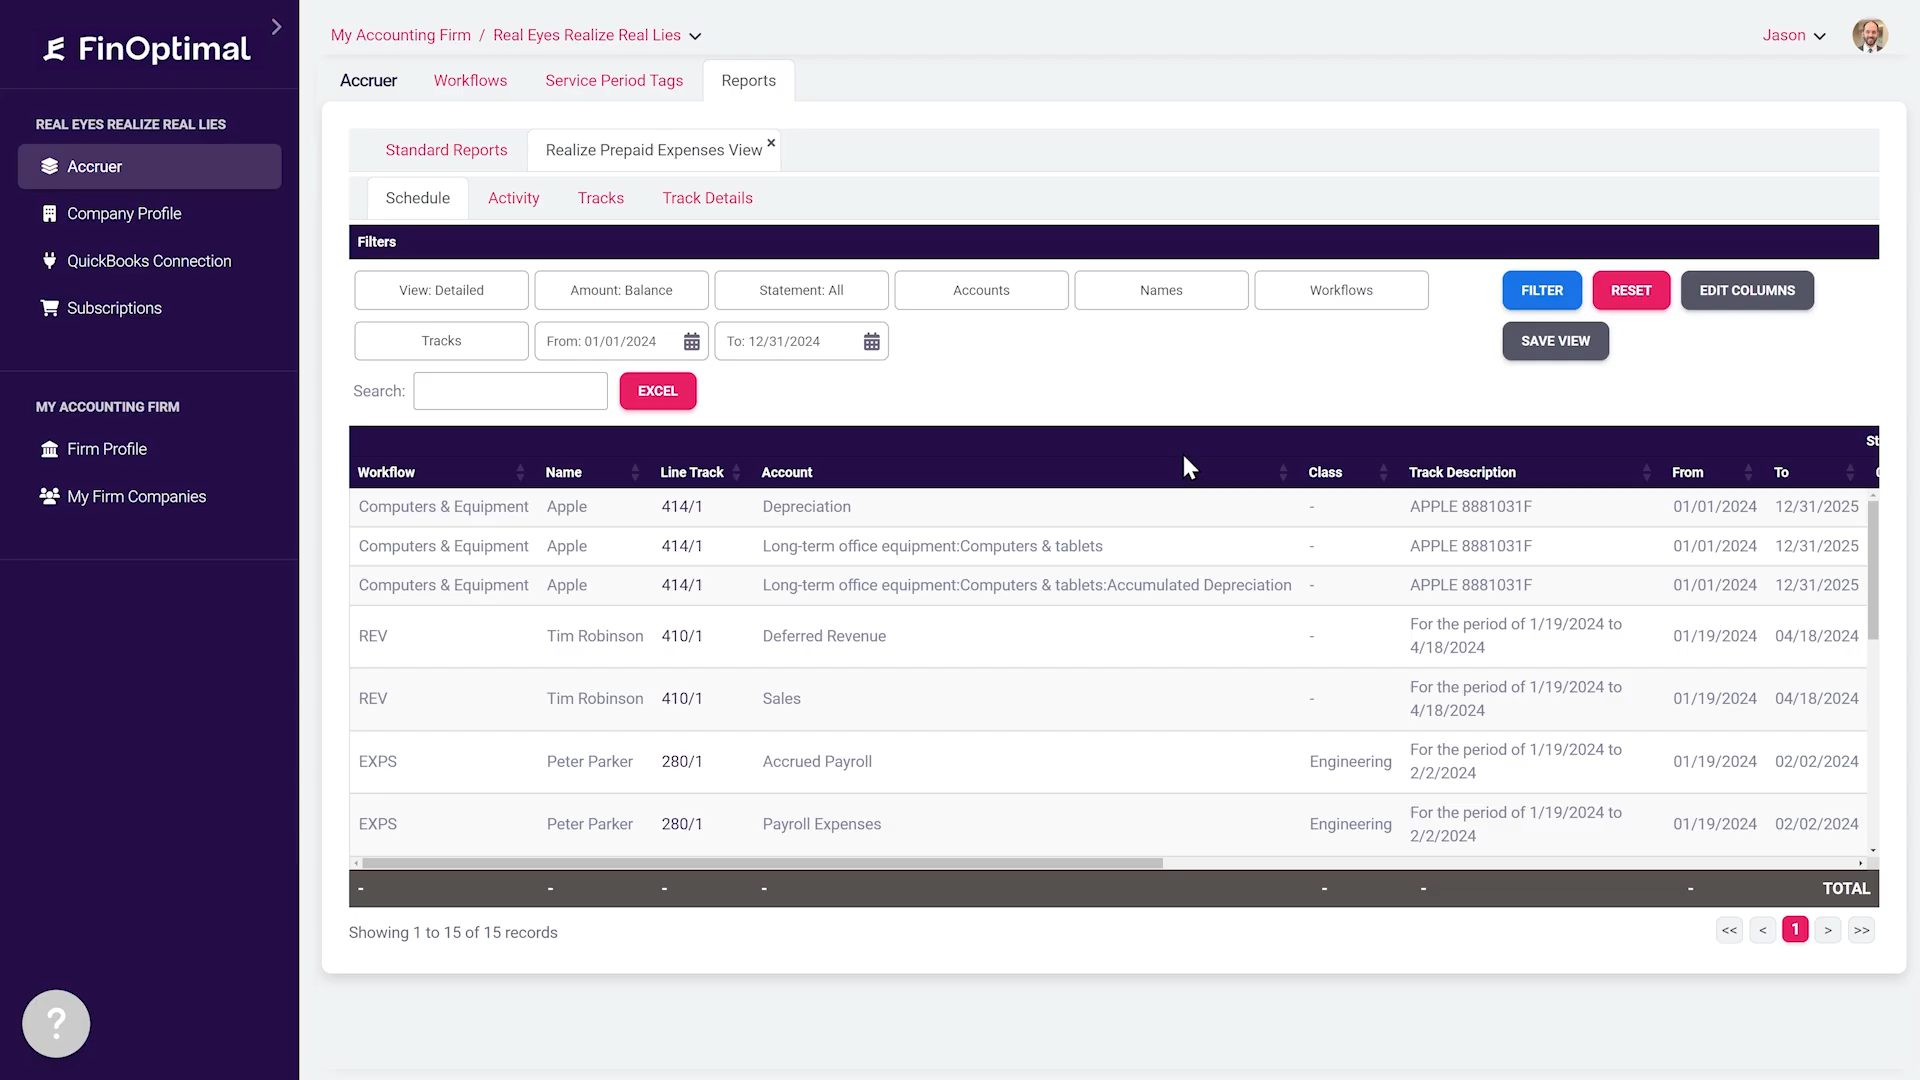 FinOptimal
My Accounting Firm / Real Eyes Realize Real Lies
Jason
Accruer Workflows Service Period Tags Reports
REAL EYES REALIZE REAL LIES
Accruer
Company Profile
QuickBooks Connection
Subscriptions
MY ACCOUNTING FIRM
Firm Profile
My Firm Companies
?
Standard Reports Realize Prepaid Expenses View ×
Schedule Activity Tracks Track Details
Filters
View: Detailed Amount: Balance Statement: All Accounts Names Workflows FILTER RESET EDIT COLUMNS
Tracks From: 01/01/2024 To: 12/31/2024 SAVE VIEW
Search: EXCEL
St
Workflow Name Line Track Account Class Track Description From To
Computers & Equipment Apple 414/1 Depreciation - APPLE 8881031F 01/01/2024 12/31/2025
Computers & Equipment Apple 414/1 Long-term office equipment:Computers & tablets - APPLE 8881031F 01/01/2024 12/31/2025
Computers & Equipment Apple 414/1 Long-term office equipment:Computers & tablets:Accumulated Depreciation - APPLE 8881031F 01/01/2024 12/31/2025
REV Tim Robinson 410/1 Deferred Revenue - For the period of 1/19/2024 to 01/19/2024 04/18/2024
4/18/2024
REV Tim Robinson 410/1 Sales - For the period of 1/19/2024 to 01/19/2024 04/18/2024
4/18/2024
EXPS Peter Parker 280/1 Accrued Payroll Engineering For the period of 1/19/2024 to 01/19/2024 02/02/2024
2/2/2024
EXPS Peter Parker 280/1 Payroll Expenses Engineering For the period of 1/19/2024 to 01/19/2024 02/02/2024
2/2/2024
- - - - - - - TOTAL
Showing 1 to 15 of 15 records
<< < 1 > >>